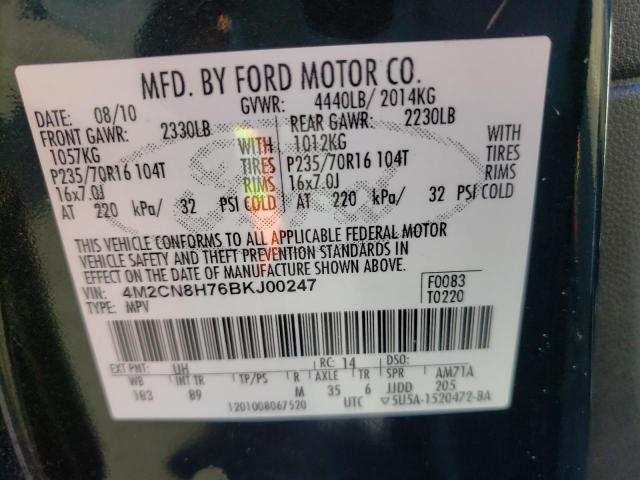 MFD. BY FORD MOTOR CO.
DATE: 08/10 GVWR: 4440LB/ 2014KG
FRONT GAWR: 2330LB REAR GAWR: 2230LB
1057KG WITH 1012KG WITH
P235/70R16 104T TIRES P235/70R16 104T TIRES
16x7.0J RIMS 16x7.0J RIMS
AT 220 kPa/ 32 PSI COLD AT 220 kPa/ 32 PSI COLD
THIS VEHICLE CONFORMS TO ALL APPLICABLE FEDERAL MOTOR
VEHICLE SAFETY AND THEFT PREVENTION STANDARDS IN
EFFECT ON THE DATE OF MANUFACTURE SHOWN ABOVE.
VIN: 4M2CN8H76BKJ00247 F0083
TYPE: MPV T0220
EXT PNT: UH RC: 14 DSO:
WB INT TR TP/PS R AXLE TR SPR AM71A
103 89 M 35 6 JJDD 205
1201008067520 UTC 5U5A-1520472-BA
Ford